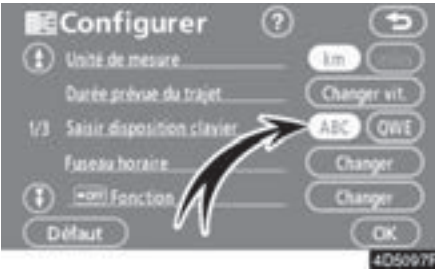 Configurer ?
Unité de mesure km
Durée prévue du trajet Changer vit.
1/3 Saisir disposition clavier ABC QWE
Fuseau horaire Changer
Fonction Changer
Défaut OK
4D5097F